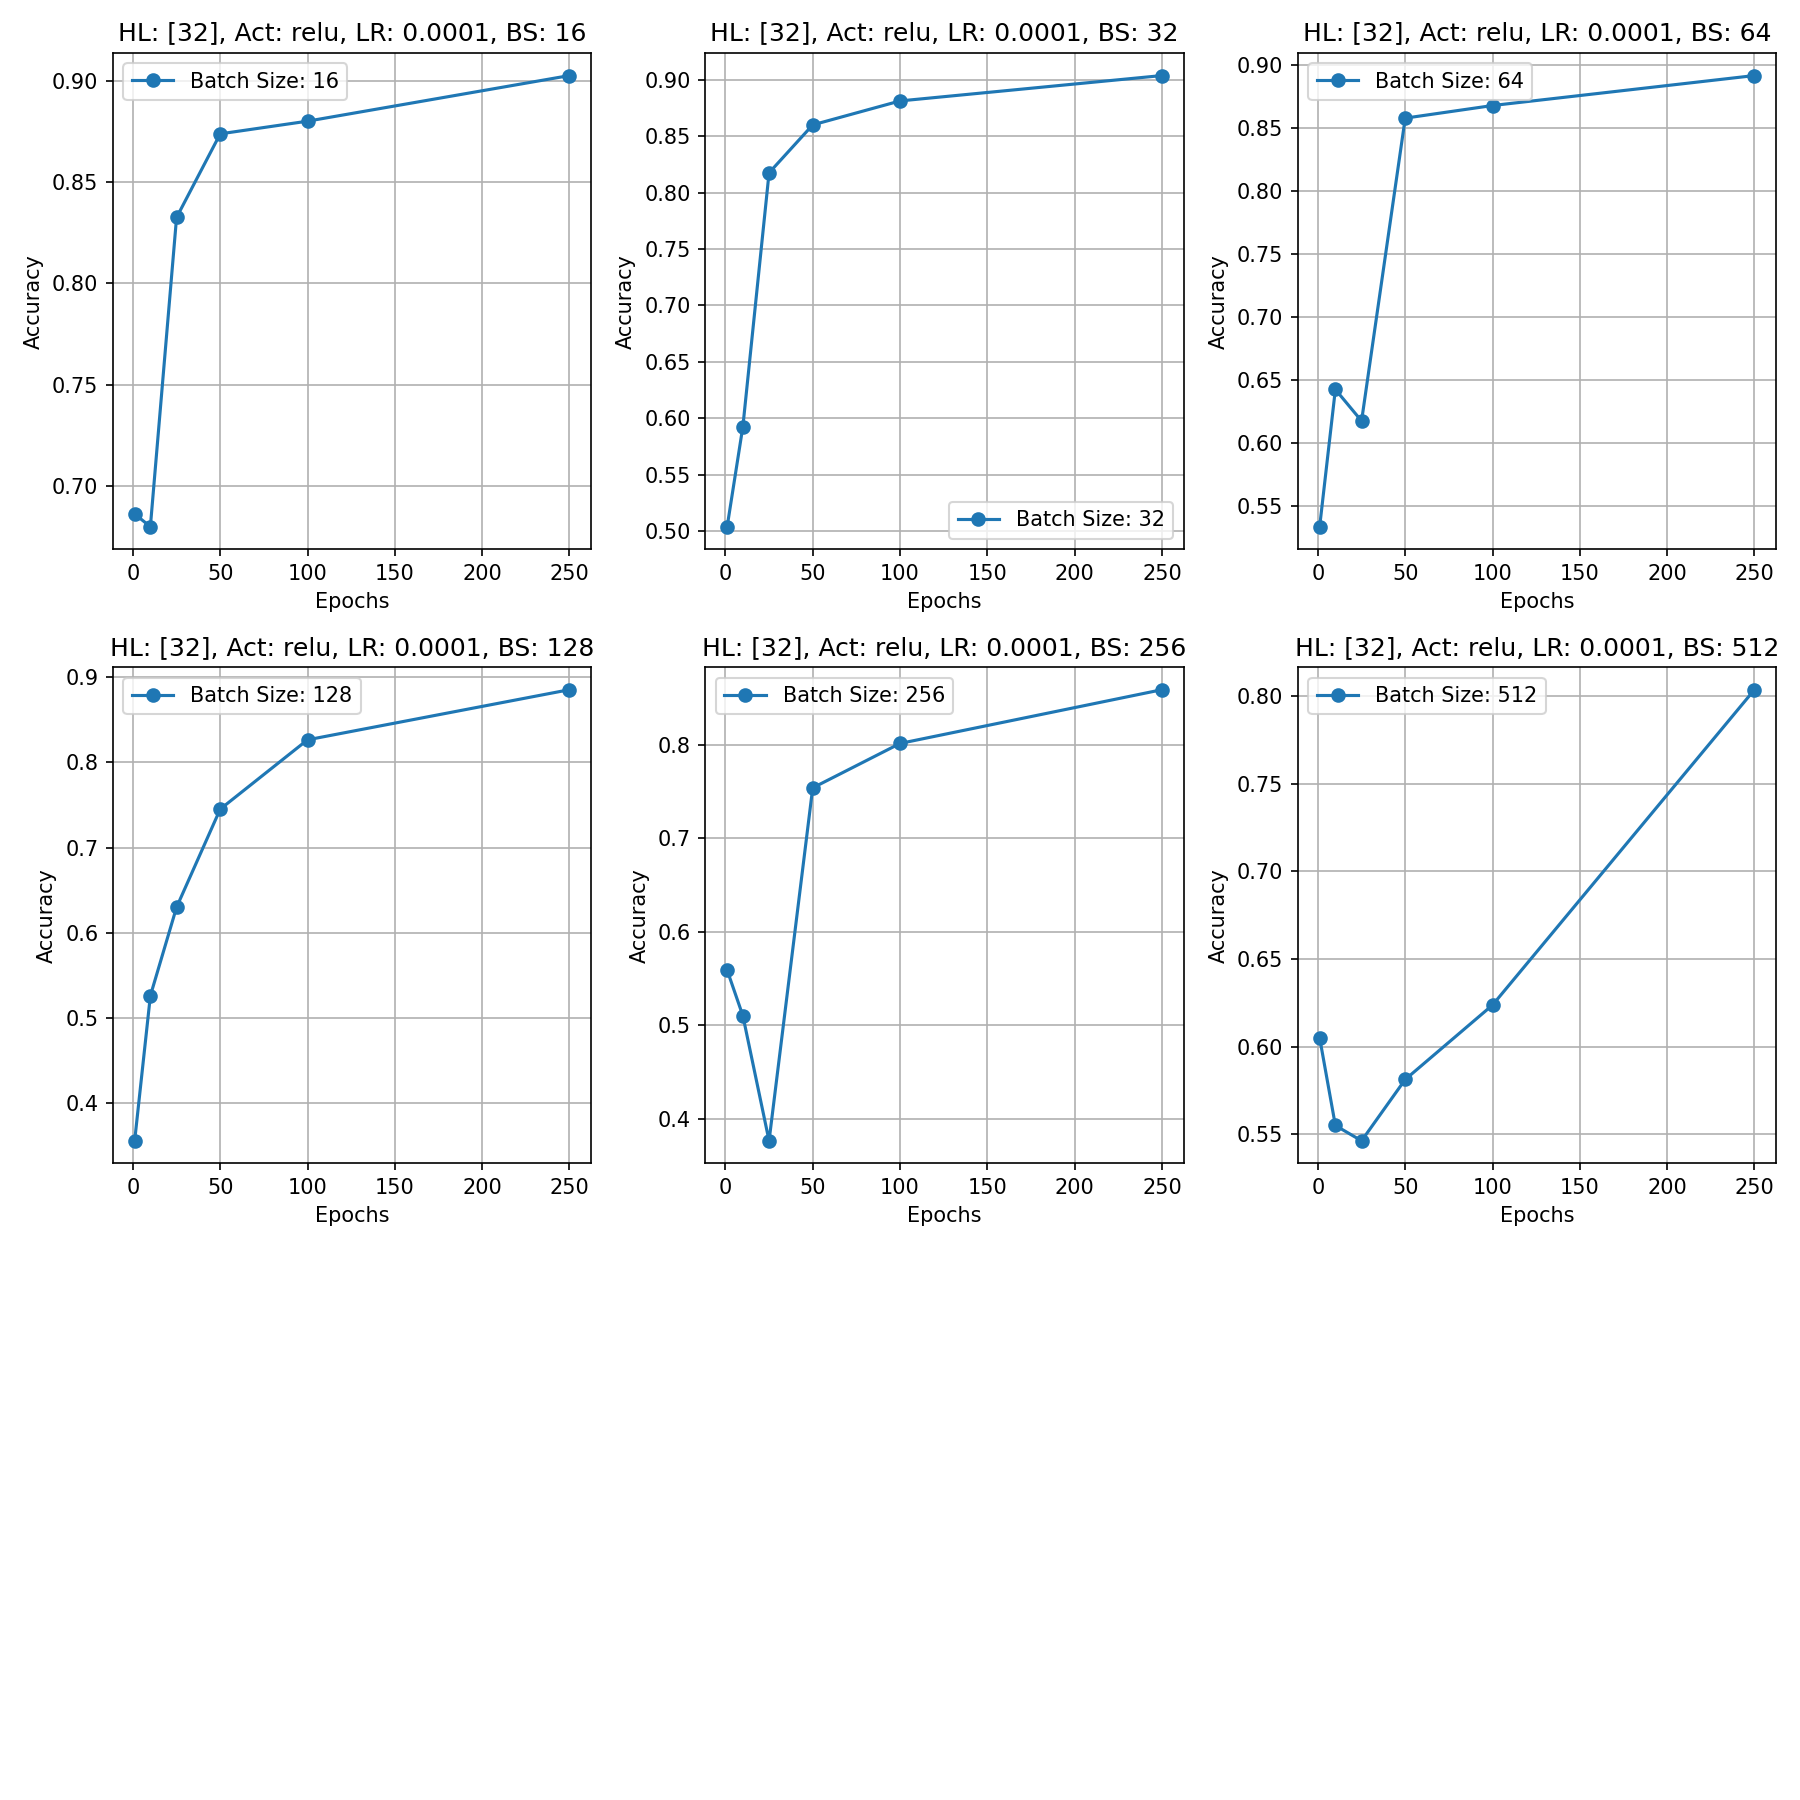 HL: [32], Act: relu, LR: 0.0001, BS: 16
Batch Size: 16
Accuracy
0.90
0.85
0.80
0.75
0.70
0 50 100 150 200 250
Epochs
HL: [32], Act: relu, LR: 0.0001, BS: 32
Accuracy
0.90
0.85
0.80
0.75
0.70
0.65
0.60
0.55
0.50
Batch Size: 32
0 50 100 150 200 250
Epochs
HL: [32], Act: relu, LR: 0.0001, BS: 64
Batch Size: 64
Accuracy
0.90
0.85
0.80
0.75
0.70
0.65
0.60
0.55
0 50 100 150 200 250
Epochs
HL: [32], Act: relu, LR: 0.0001, BS: 128
Batch Size: 128
Accuracy
0.9
0.8
0.7
0.6
0.5
0.4
0 50 100 150 200 250
Epochs
HL: [32], Act: relu, LR: 0.0001, BS: 256
Batch Size: 256
Accuracy
0.8
0.7
0.6
0.5
0.4
0 50 100 150 200 250
Epochs
HL: [32], Act: relu, LR: 0.0001, BS: 512
Batch Size: 512
Accuracy
0.80
0.75
0.70
0.65
0.60
0.55
0 50 100 150 200 250
Epochs